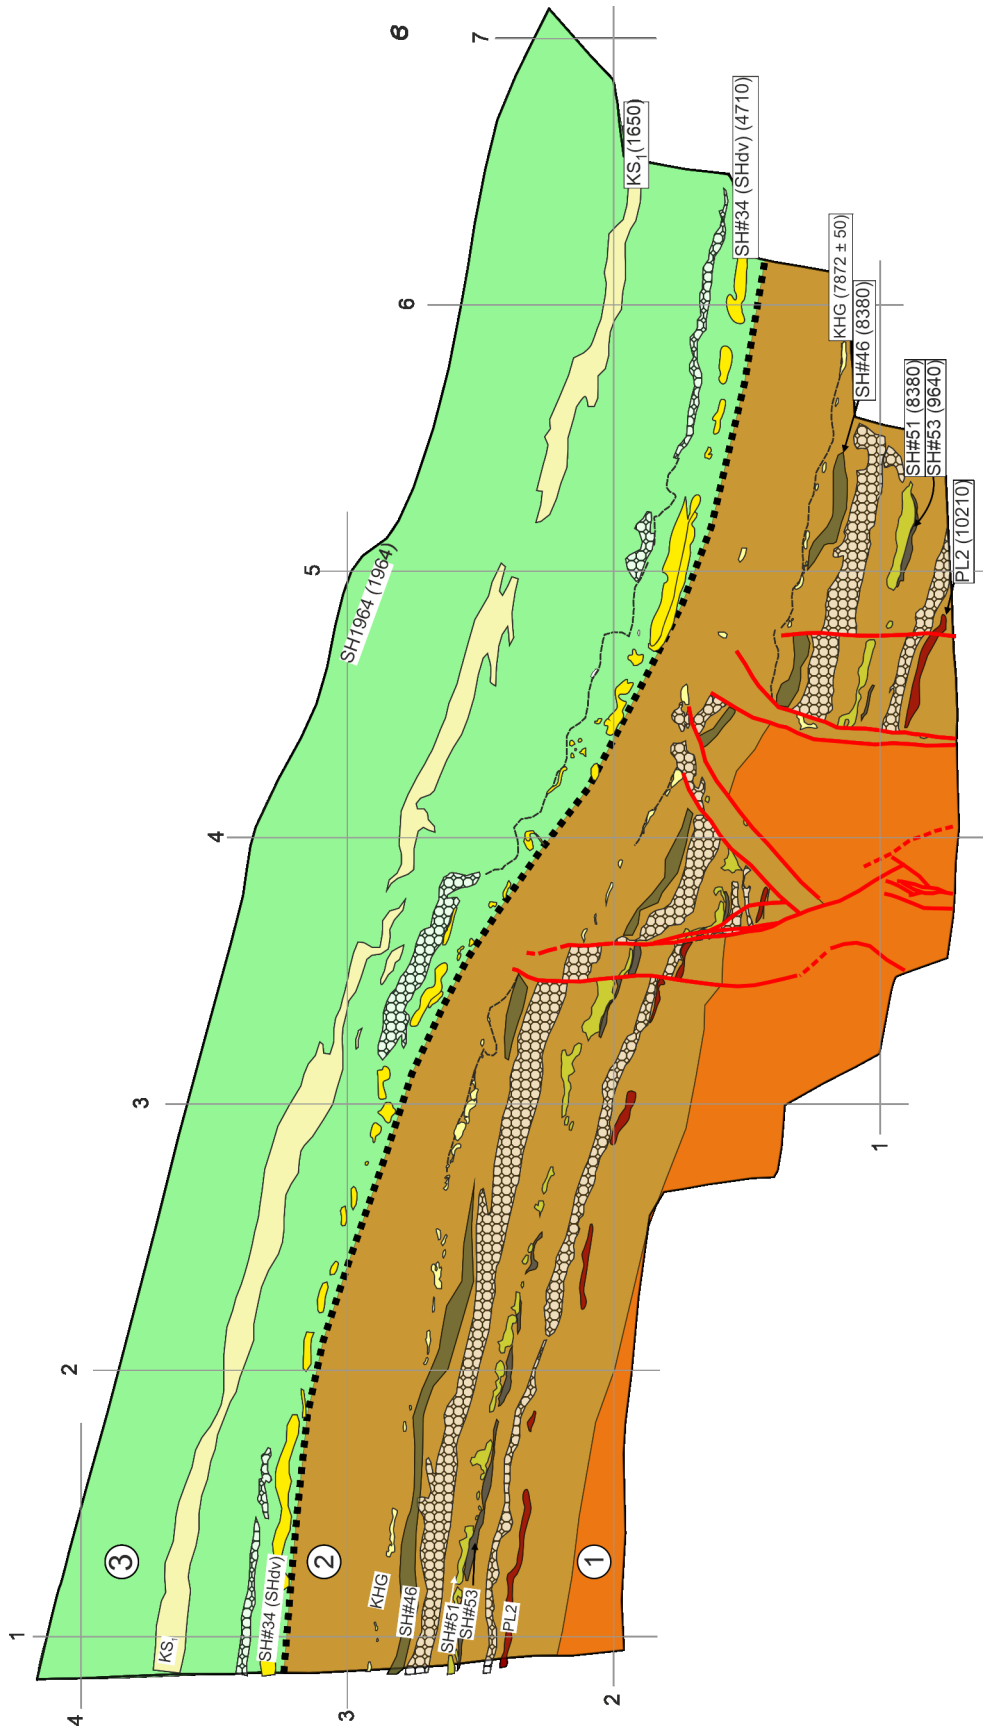 8
7
6
5
4
3
2
1
4
3
2
1
KS₁ (1650)
SH#34 (SHdv) (4710)
KHG (7872 ± 50)
SH#46 (8380)
SH#51 (8380)
SH#53 (9640)
PL2 (10210)
SH1964 (1964)
③
②
①
KS₁
SH#34 (SHdv)
KHG
SH#46
SH#51
SH#53
PL2